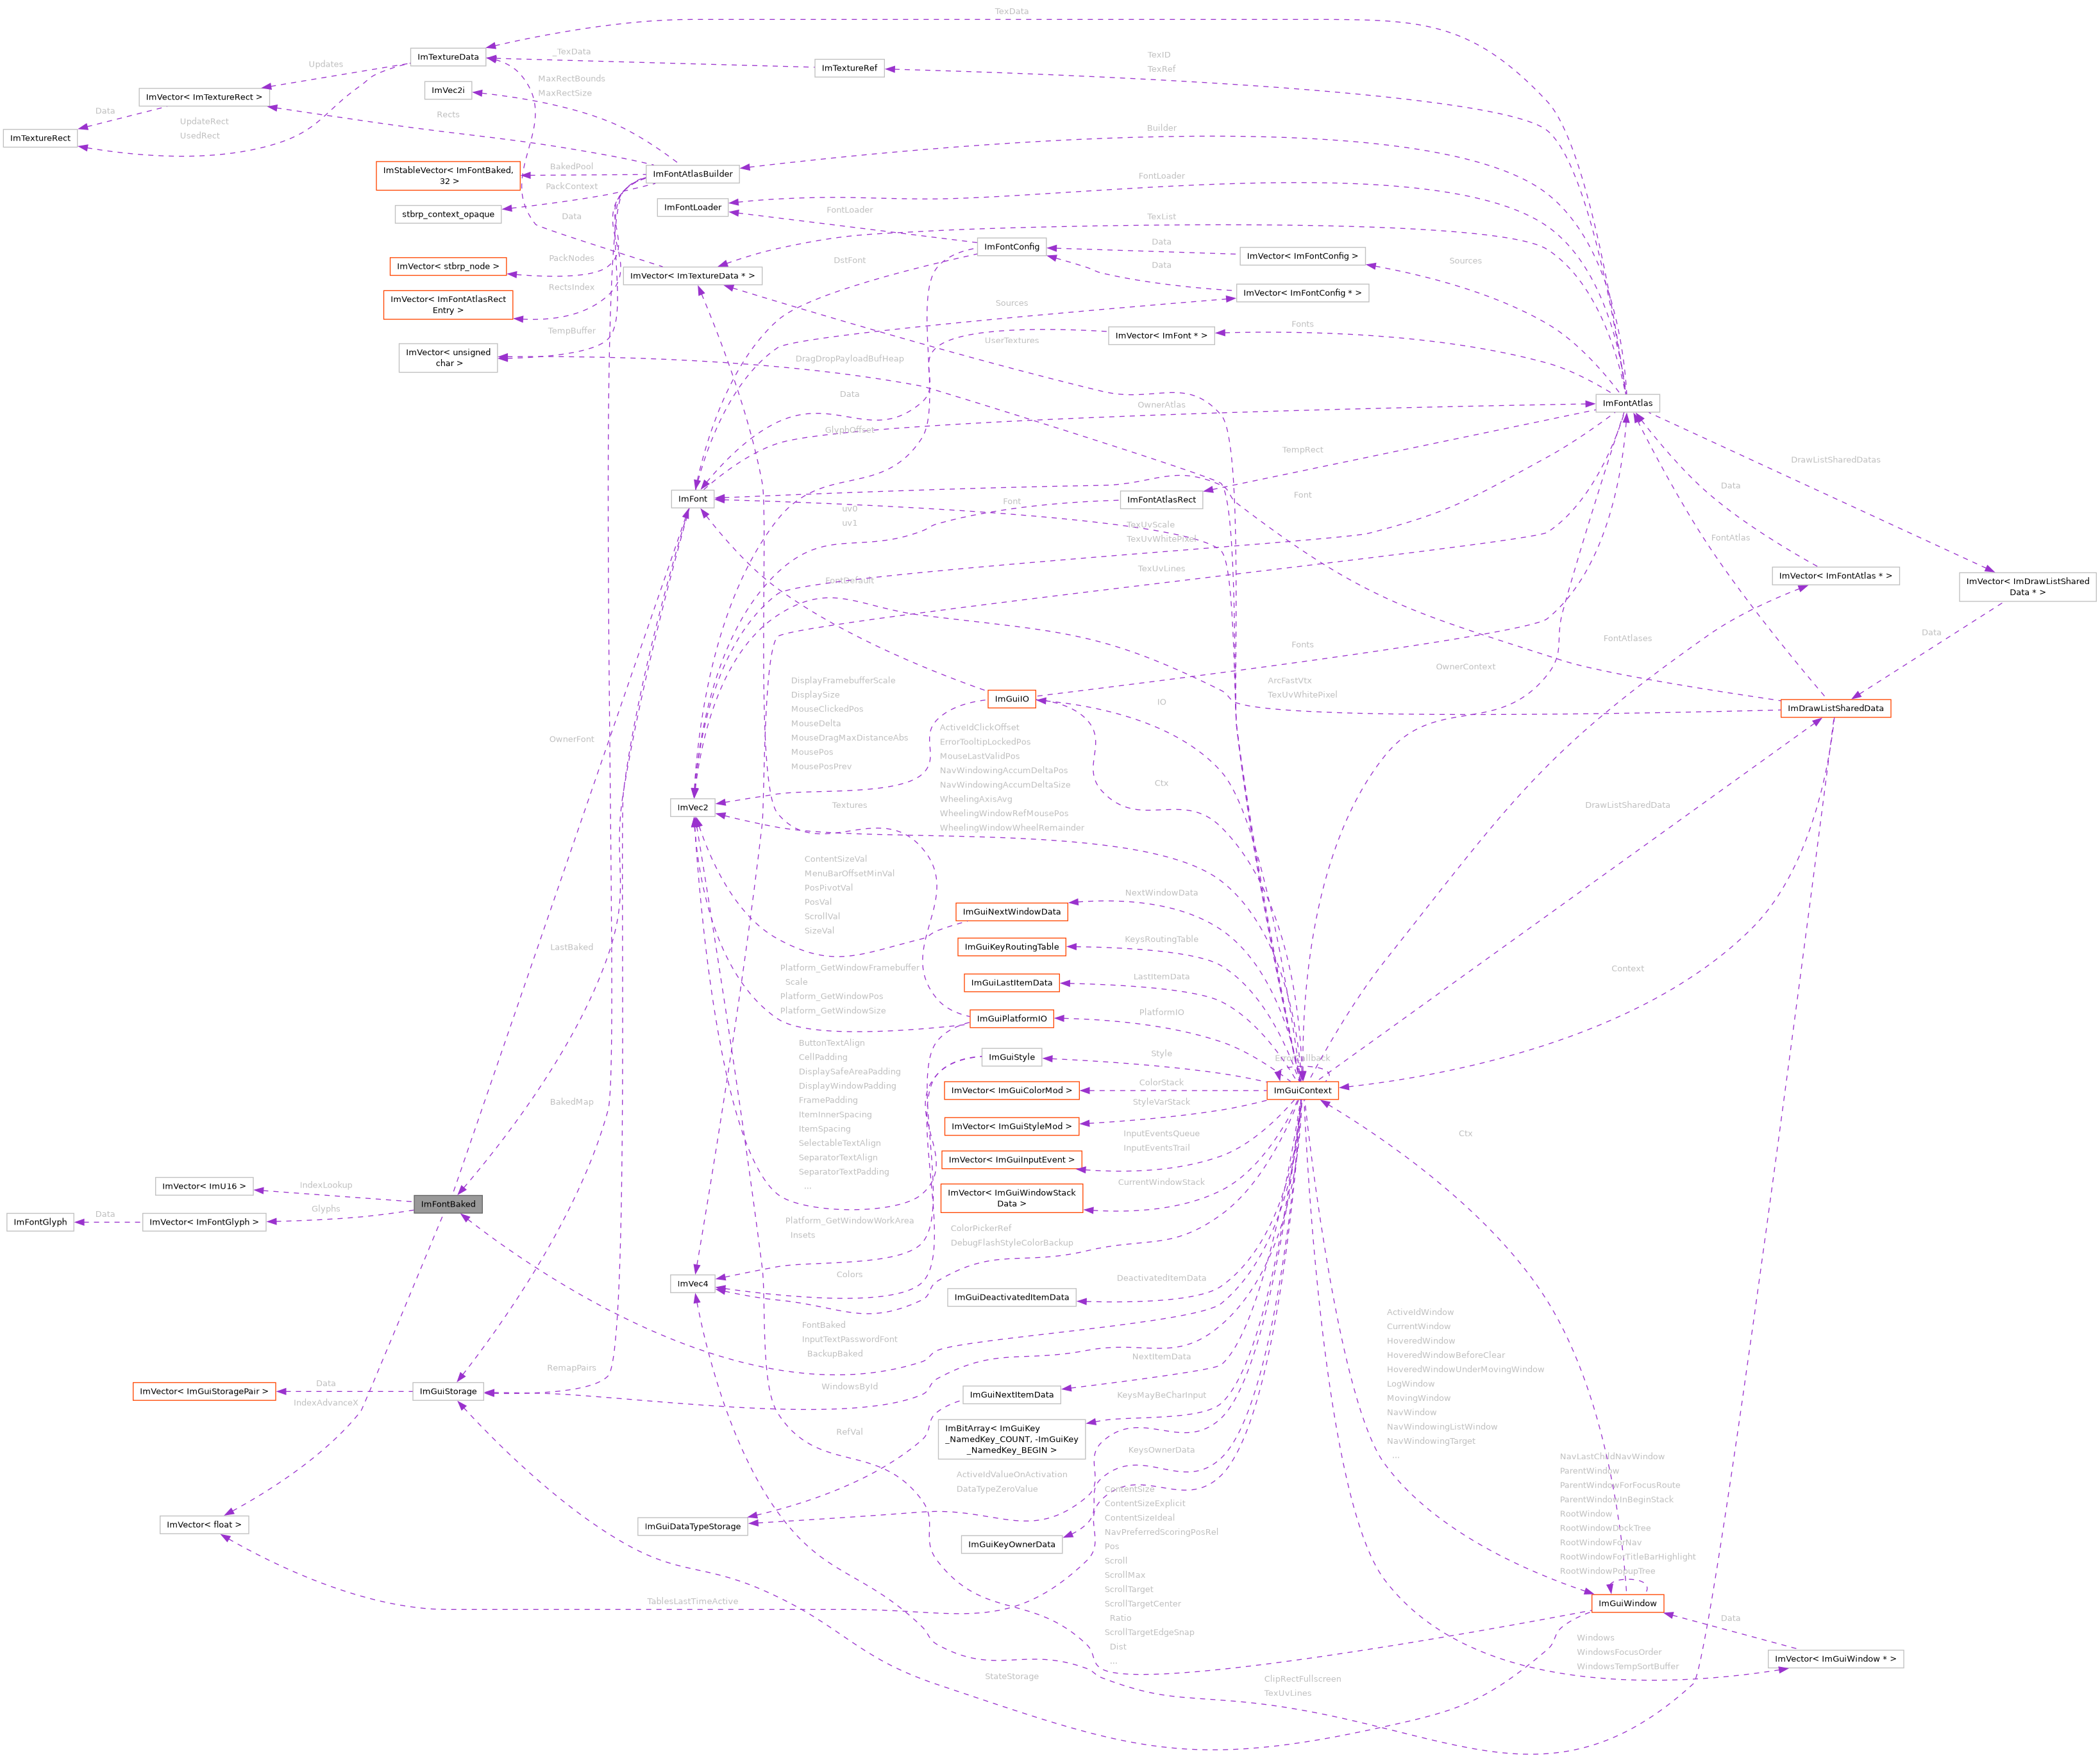 TexData
ImTextureData
_TexData
TexID
TexRef
ImTextureRef
Updates
MaxRectBounds
MaxRectSize
ImVec2i
ImVector< ImTextureRect >
Data
Rects
UpdateRect
UsedRect
ImTextureRect
Builder
BakedPool
ImStableVector< ImFontBaked,
32 >
ImFontAtlasBuilder
FontLoader
PackContext
stbrp_context_opaque
ImFontLoader
FontLoader
Data
TexList
ImFontConfig
Data
ImVector< ImFontConfig >
Sources
PackNodes
ImVector< stbrp_node >
DstFont
ImVector< ImTextureData * >
Data
ImVector< ImFontConfig * >
RectsIndex
ImVector< ImFontAtlasRect
Entry >
Sources
TempBuffer
ImVector< ImFont * >
Fonts
UserTextures
ImVector< unsigned
char >
DragDropPayloadBufHeap
Data
OwnerAtlas
ImFontAtlas
GlyphOffset
TempRect
DrawListSharedDatas
Data
ImFont
Font
ImFontAtlasRect
Font
uv0
uv1
TexUvScale
TexUvWhitePixel
FontAtlas
TexUvLines
FontDefault
ImVector< ImFontAtlas * >
ImVector< ImDrawListShared
Data * >
Data
Fonts
FontAtlases
OwnerContext
DisplayFramebufferScale
DisplaySize
MouseClickedPos
MouseDelta
MouseDragMaxDistanceAbs
MousePos
MousePosPrev
ArcFastVtx
TexUvWhitePixel
ImGuiIO
IO
ImDrawListSharedData
OwnerFont
ActiveIdClickOffset
ErrorTooltipLockedPos
MouseLastValidPos
NavWindowingAccumDeltaPos
NavWindowingAccumDeltaSize
WheelingAxisAvg
WheelingWindowRefMousePos
WheelingWindowWheelRemainder
Ctx
ImVec2
Textures
DrawListSharedData
ContentSizeVal
MenuBarOffsetMinVal
PosPivotVal
PosVal
ScrollVal
SizeVal
NextWindowData
ImGuiNextWindowData
KeysRoutingTable
ImGuiKeyRoutingTable
LastBaked
Platform_GetWindowFramebuffer
Scale
Platform_GetWindowPos
Platform_GetWindowSize
LastItemData
ImGuiLastItemData
Context
PlatformIO
ImGuiPlatformIO
ButtonTextAlign
CellPadding
DisplaySafeAreaPadding
DisplayWindowPadding
FramePadding
ItemInnerSpacing
ItemSpacing
SelectableTextAlign
SeparatorTextAlign
SeparatorTextPadding
...
Style
ImGuiStyle
ErrorCallback
ColorStack
ImVector< ImGuiColorMod >
ImGuiContext
BakedMap
StyleVarStack
ImVector< ImGuiStyleMod >
InputEventsQueue
InputEventsTrail
ImVector< ImGuiInputEvent >
Ctx
CurrentWindowStack
ImVector< ImGuiWindowStack
Data >
ImVector< ImU16 >
IndexLookup
ImFontBaked
ImFontGlyph
Data
ImVector< ImFontGlyph >
Glyphs
Platform_GetWindowWorkArea
Insets
ColorPickerRef
DebugFlashStyleColorBackup
ImVec4
Colors
DeactivatedItemData
ImGuiDeactivatedItemData
FontBaked
InputTextPasswordFont
BackupBaked
ActiveIdWindow
CurrentWindow
HoveredWindow
HoveredWindowBeforeClear
HoveredWindowUnderMovingWindow
LogWindow
MovingWindow
NavWindow
NavWindowingListWindow
NavWindowingTarget
...
NextItemData
RemapPairs
ImVector< ImGuiStoragePair >
Data
ImGuiStorage
WindowsById
ImGuiNextItemData
IndexAdvanceX
KeysMayBeCharInput
ImBitArray< ImGuiKey
_NamedKey_COUNT, -ImGuiKey
_NamedKey_BEGIN >
RefVal
KeysOwnerData
ActiveIdValueOnActivation
DataTypeZeroValue
NavLastChildNavWindow
ParentWindow
ParentWindowForFocusRoute
ParentWindowInBeginStack
RootWindow
RootWindowDockTree
RootWindowForNav
RootWindowForTitleBarHighlight
RootWindowPopupTree
ContentSize
ContentSizeExplicit
ContentSizeIdeal
NavPreferredScoringPosRel
Pos
Scroll
ScrollMax
ScrollTarget
ScrollTargetCenter
Ratio
ScrollTargetEdgeSnap
Dist
...
ImVector< float >
ImGuiDataTypeStorage
ImGuiKeyOwnerData
TablesLastTimeActive
ImGuiWindow
Data
Windows
WindowsFocusOrder
WindowsTempSortBuffer
ImVector< ImGuiWindow * >
StateStorage
ClipRectFullscreen
TexUvLines